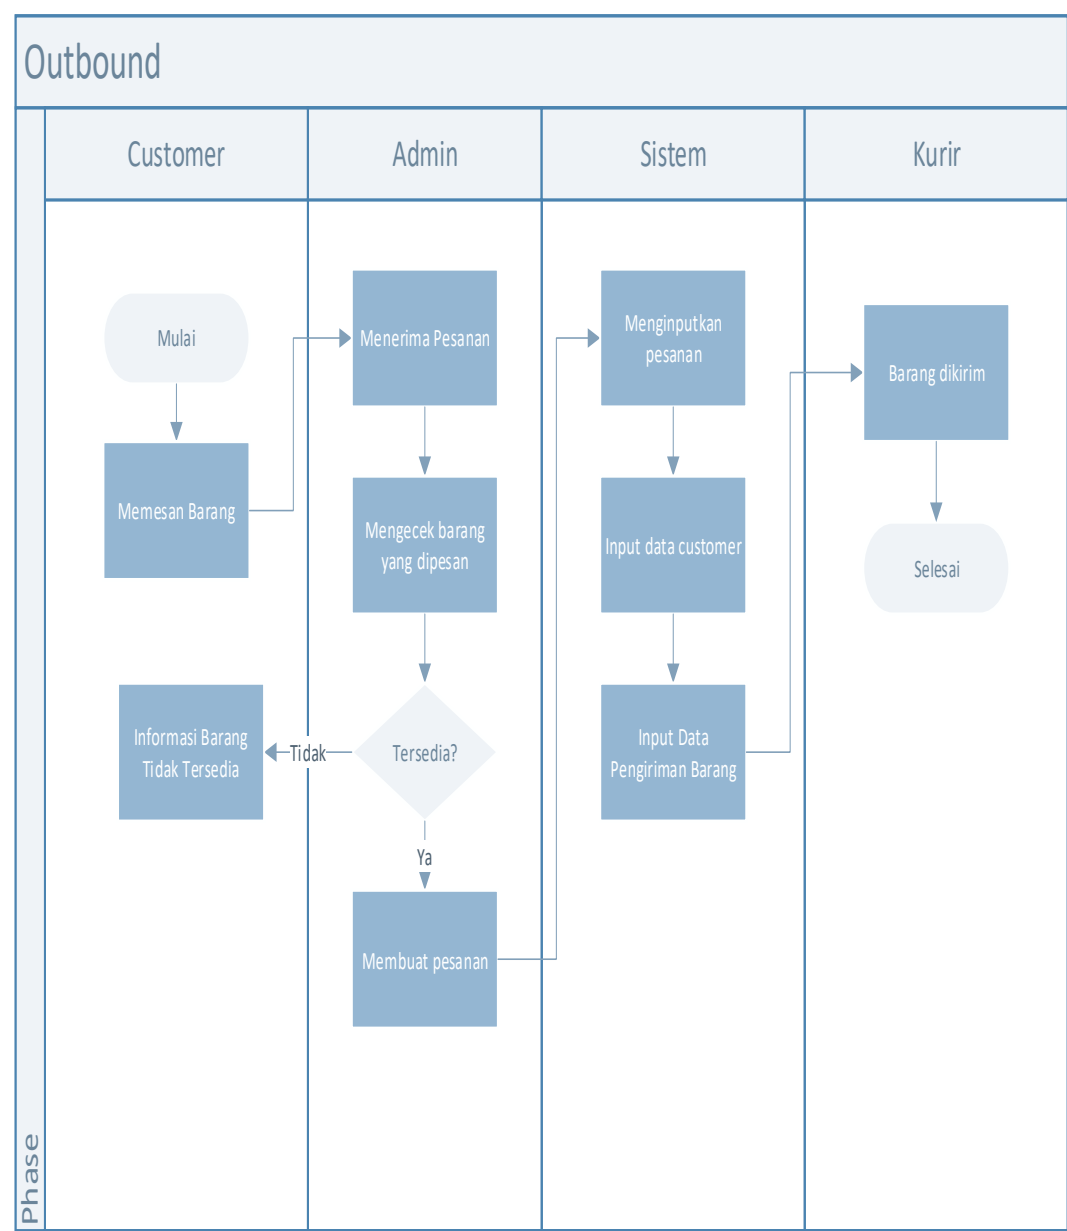 Outbound
Customer
Admin
Sistem
Kurir
Mulai
Memesan Barang
Informasi Barang
Tidak Tersedia
Menerima Pesanan
Mengecek barang
yang dipesan
Tersedia?
Tidak
Ya
Membuat pesanan
Menginputkan
pesanan
Input data customer
Input Data
Pengiriman Barang
Barang dikirim
Selesai
Phase